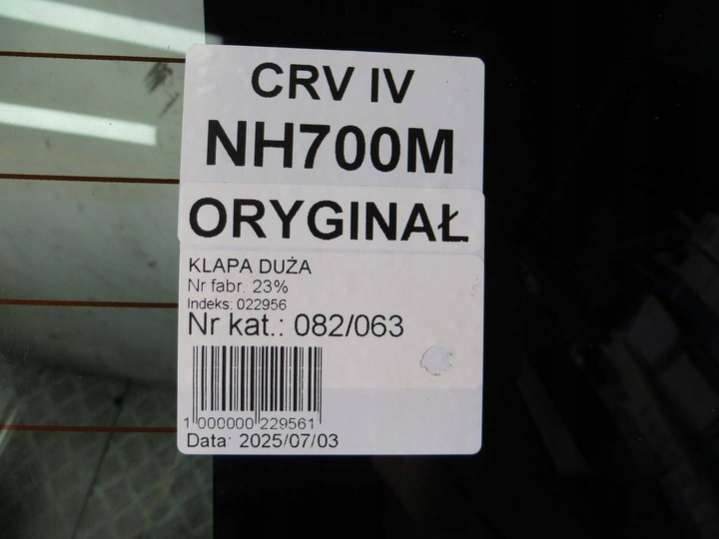 CRV IV
NH700M
ORYGINAŁ
KLAPA DUŻA
Nr fabr. 23%
Indeks: 022956
Nr kat.: 082/063
1 000000 229561
Data: 2025/07/03